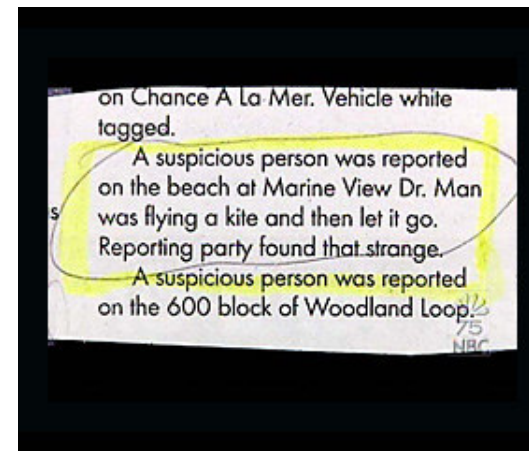 on Chance A La Mer. Vehicle white
tagged.
A suspicious person was reported
on the beach at Marine View Dr. Man
s
was flying a kite and then let it go.
Reporting party found that strange.
A suspicious person was reported
on the 600 block of Woodland Loop.
75
NBC